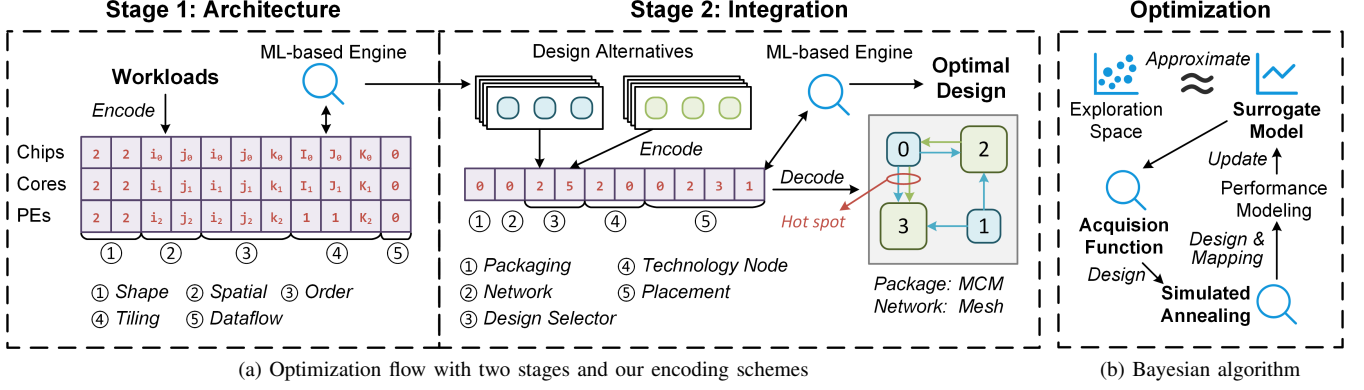 Stage 1: Architecture
Stage 2: Integration
Optimization
ML-based Engine
Workloads
Encode
Chips 2 2 i₀ j₀ i₀ j₀ k₀ I₀ J₀ K₀ 0
Cores 2 2 i₁ j₁ i₁ j₁ k₁ I₁ J₁ K₁ 0
PEs 2 2 i₂ j₂ i₂ j₂ k₂ 1 1 K₂ 0
① ② ③ ④ ⑤
① Shape ② Spatial ③ Order
④ Tiling ⑤ Dataflow
Design Alternatives
ML-based Engine
Optimal
Design
Encode
0 0 2 5 2 0 0 2 3 1
Decode
① ② ③ ④ ⑤
① Packaging ④ Technology Node
② Network ⑤ Placement
③ Design Selector
0 2
3 1
Hot spot
Package: MCM
Network: Mesh
Approximate
Exploration
Space
Surrogate
Model
Update
Performance
Modeling
Acquision
Function
Design &
Mapping
Design
Simulated
Annealing
(a) Optimization flow with two stages and our encoding schemes
(b) Bayesian algorithm